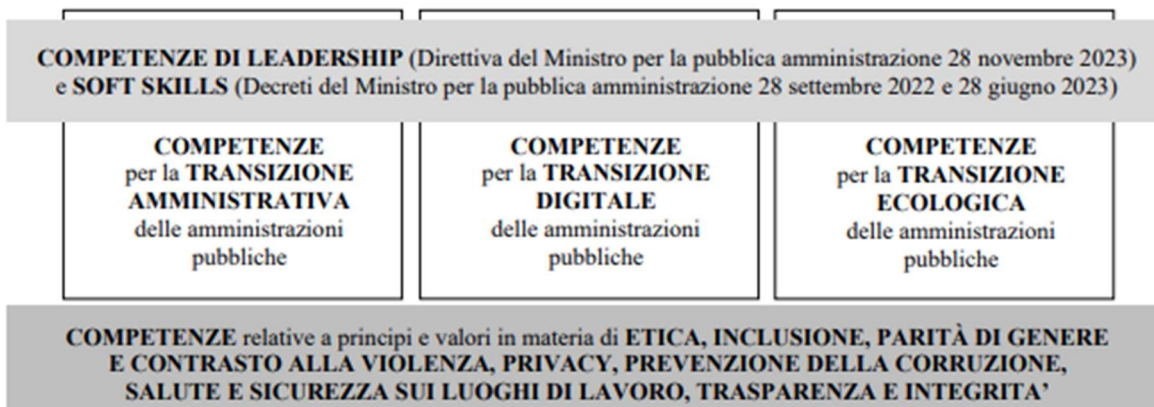 COMPETENZE DI LEADERSHIP (Direttiva del Ministro per la pubblica amministrazione 28 novembre 2023)
e SOFT SKILLS (Decreti del Ministro per la pubblica amministrazione 28 settembre 2022 e 28 giugno 2023)
COMPETENZE
per la TRANSIZIONE
AMMINISTRATIVA
delle amministrazioni
pubbliche
COMPETENZE
per la TRANSIZIONE
DIGITALE
delle amministrazioni
pubbliche
COMPETENZE
per la TRANSIZIONE
ECOLOGICA
delle amministrazioni
pubbliche
COMPETENZE relative a principi e valori in materia di ETICA, INCLUSIONE, PARITÀ DI GENERE
E CONTRASTO ALLA VIOLENZA, PRIVACY, PREVENZIONE DELLA CORRUZIONE,
SALUTE E SICUREZZA SUI LUOGHI DI LAVORO, TRASPARENZA E INTEGRITA’